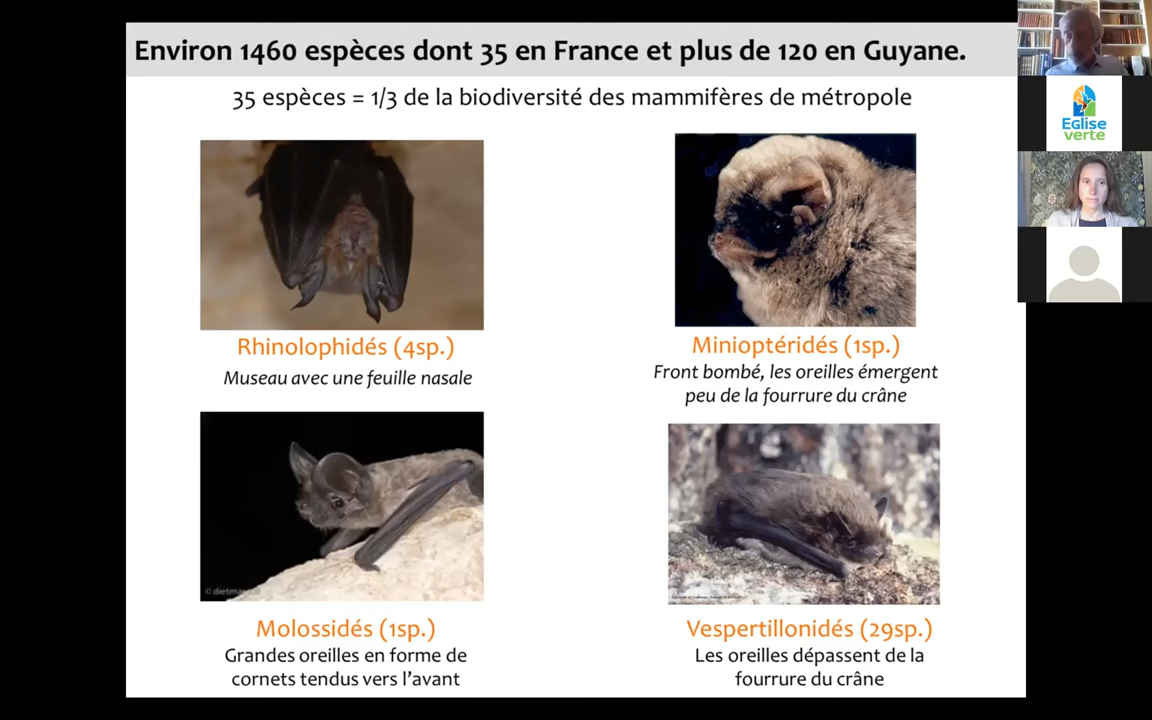 Environ 1460 espèces dont 35 en France et plus de 120 en Guyane.
35 espèces = 1/3 de la biodiversité des mammifères de métropole
Rhinolophidés (4sp.)
Museau avec une feuille nasale
Minioptéridés (1sp.)
Front bombé, les oreilles émergent
peu de la fourrure du crâne
© dietmar
Molossidés (1sp.)
Grandes oreilles en forme de
cornets tendus vers l'avant
Vespertillonidés (29sp.)
Les oreilles dépassent de la
fourrure du crâne
Eglise
verte